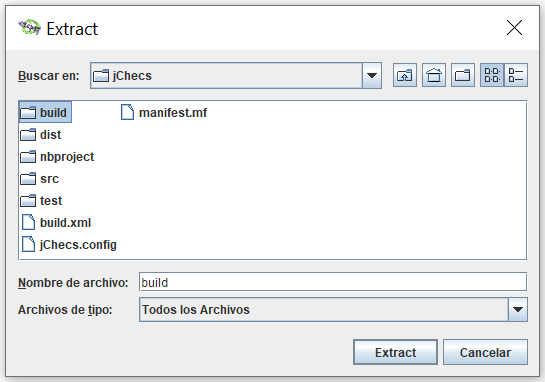 Extract
Buscar en: jChecs
build manifest.mf
dist
nbproject
src
test
build.xml
jChecs.config
Nombre de archivo: build
Archivos de tipo: Todos los Archivos
Extract Cancelar